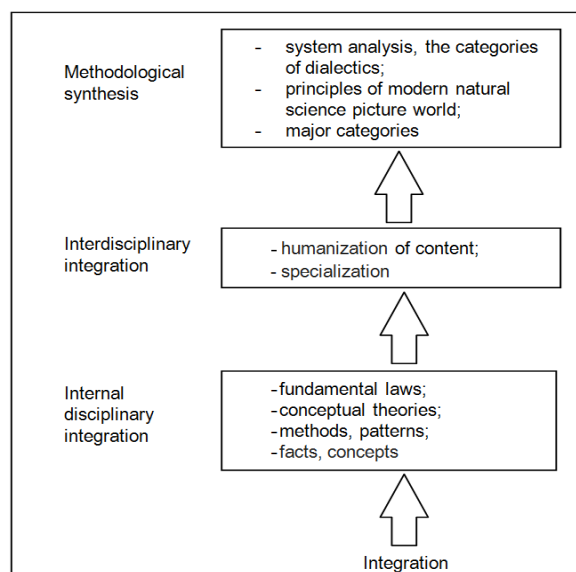 Methodological
synthesis
- system analysis, the categories
of dialectics;
- principles of modern natural
science picture world;
- major categories
Interdisciplinary
integration
- humanization of content;
- specialization
Internal
disciplinary
integration
-fundamental laws;
-conceptual theories;
-methods, patterns;
-facts, concepts
Integration